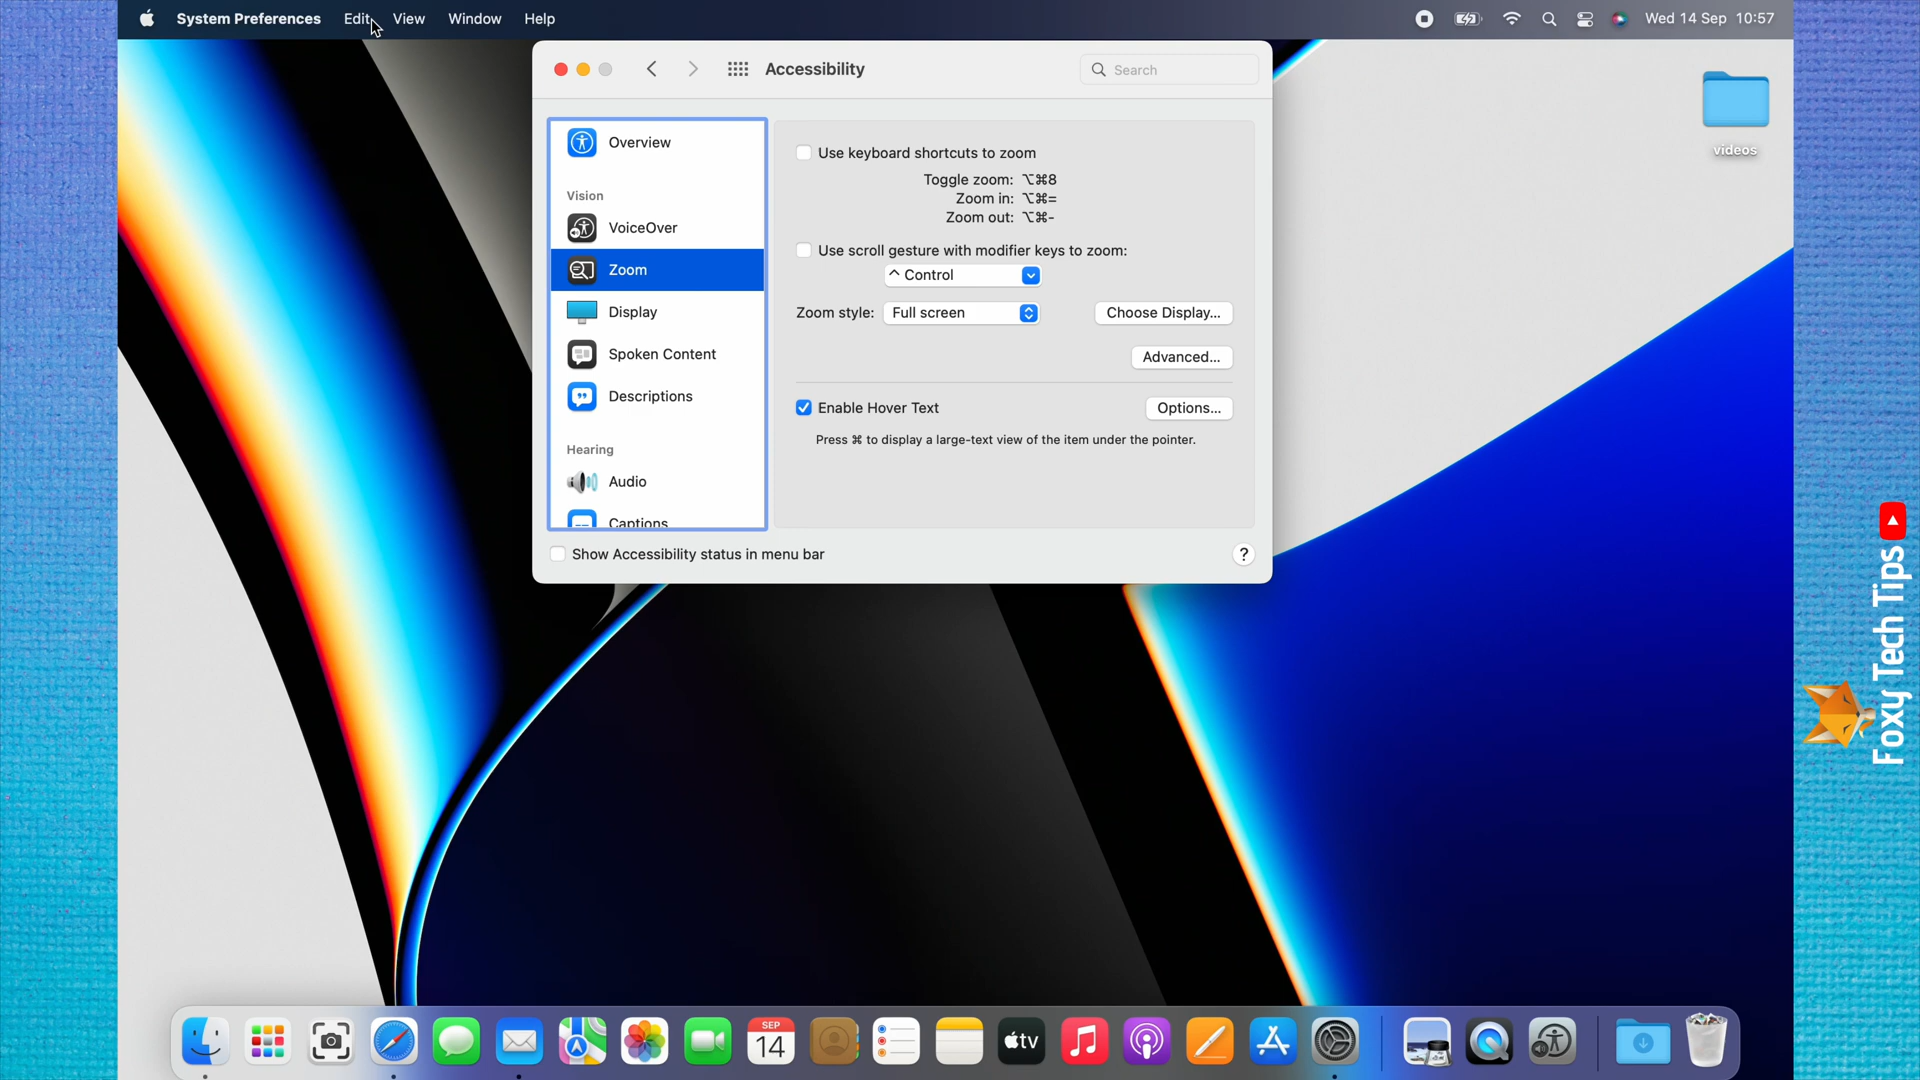 System Preferences Edit View Window Help
Wed 14 Sep 10:57
Accessibility
Search
videos
Overview
Vision
VoiceOver
Zoom
Display
Spoken Content
Descriptions
Hearing
Audio
Captions
Use keyboard shortcuts to zoom
Toggle zoom: ⌥⌘8
Zoom in: ⌥⌘=
Zoom out: ⌥⌘-
Use scroll gesture with modifier keys to zoom:
^ Control
Zoom style: Full screen
Choose Display...
Advanced...
Enable Hover Text
Options...
Press ⌘ to display a large-text view of the item under the pointer.
Show Accessibility status in menu bar
?
Foxy Tech Tips
SEP
14
tv